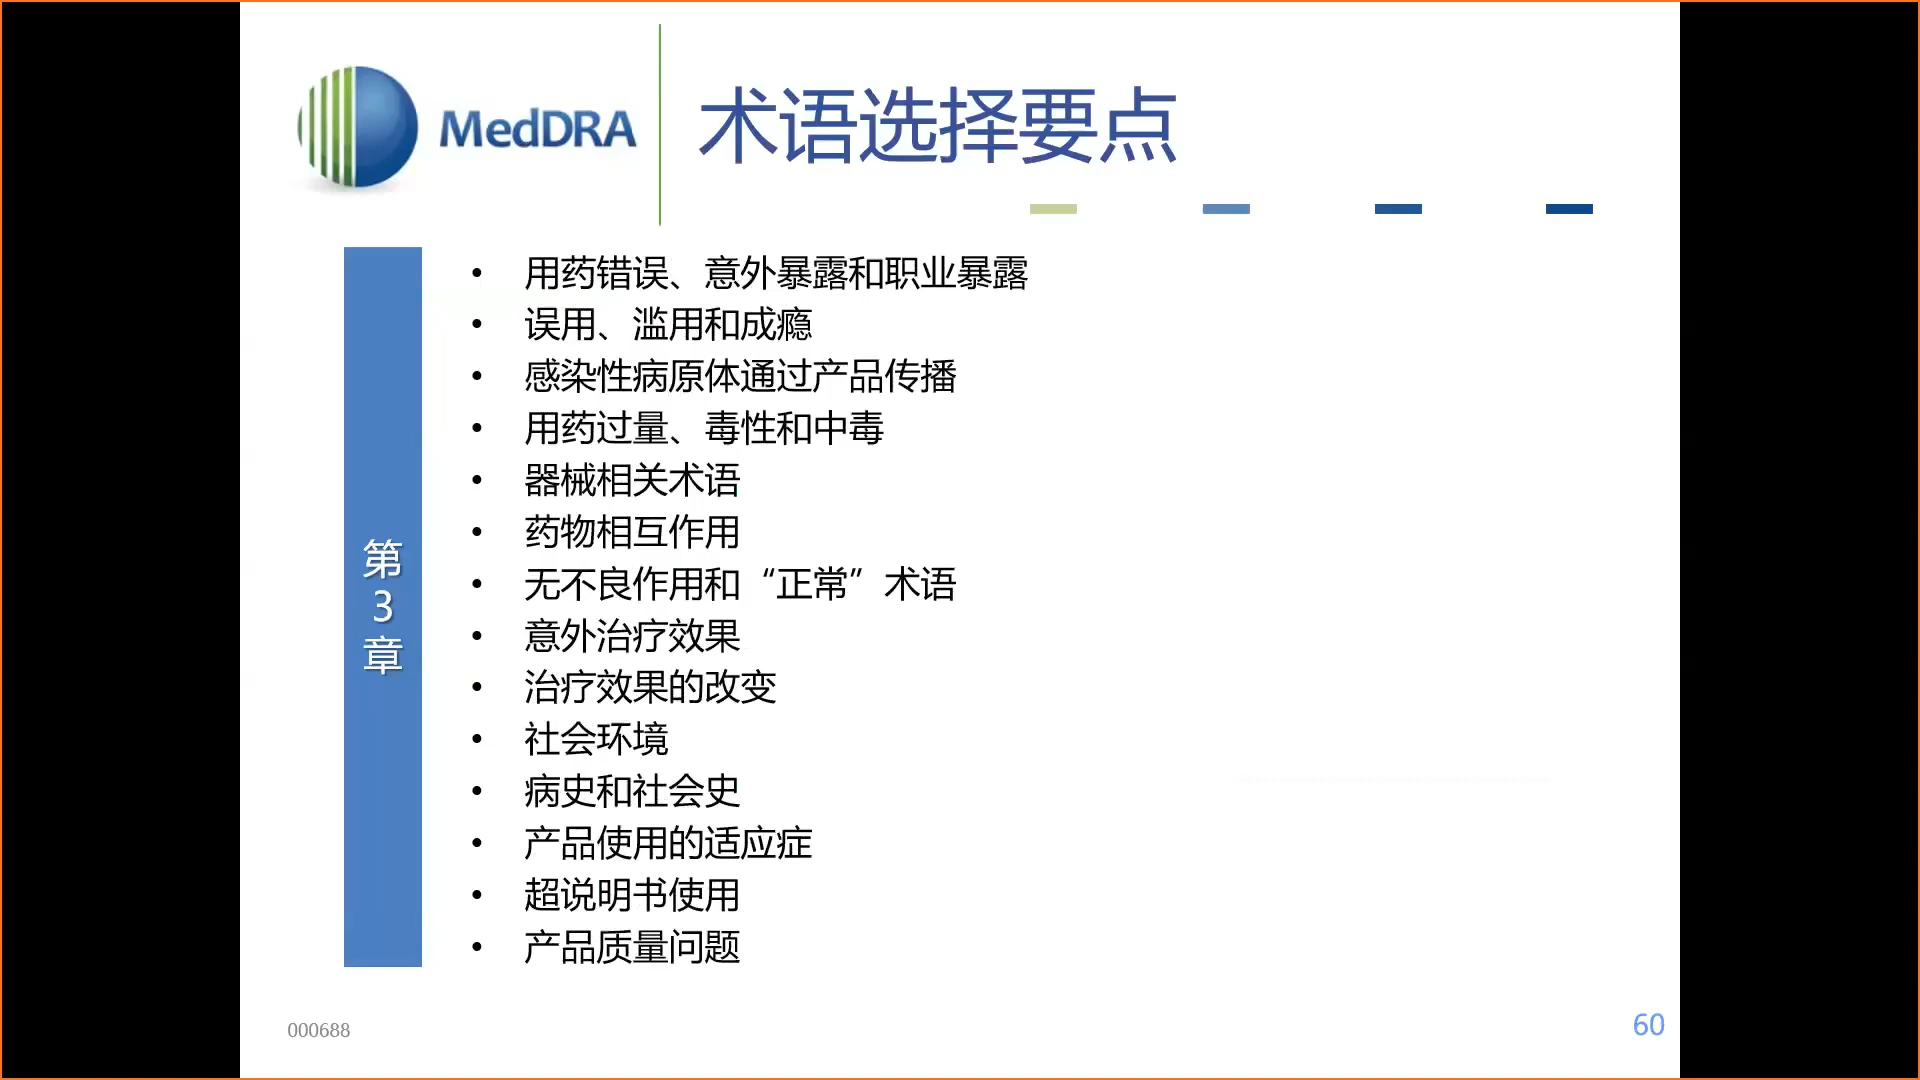 MedDRA
术语选择要点
第
3
章
• 用药错误、意外暴露和职业暴露
• 误用、滥用和成瘾
• 感染性病原体通过产品传播
• 用药过量、毒性和中毒
• 器械相关术语
• 药物相互作用
• 无不良作用和“正常”术语
• 意外治疗效果
• 治疗效果的改变
• 社会环境
• 病史和社会史
• 产品使用的适应症
• 超说明书使用
• 产品质量问题
000688
60